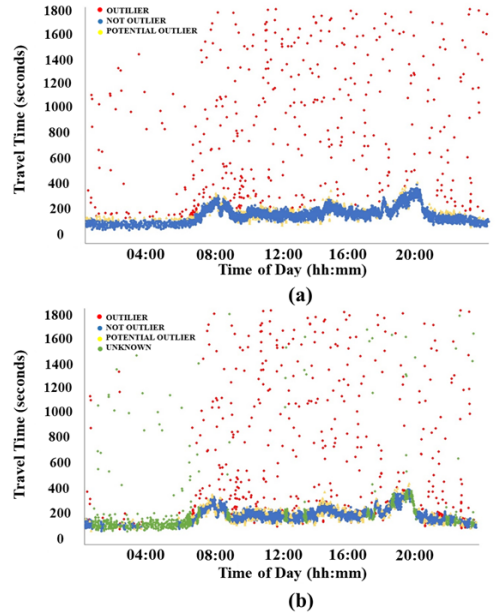 1800
OUTILIER
NOT OUTLIER
POTENTIAL OUTLIER
1600
1400
1200
1000
800
600
400
200
0
Travel Time (seconds)
04:00 08:00 12:00 16:00 20:00
Time of Day (hh:mm)
(a)
1800
OUTILIER
NOT OUTLIER
POTENTIAL OUTLIER
UNKNOWN
1600
1400
1200
1000
800
600
400
200
0
Travel Time (seconds)
04:00 08:00 12:00 16:00 20:00
Time of Day (hh:mm)
(b)